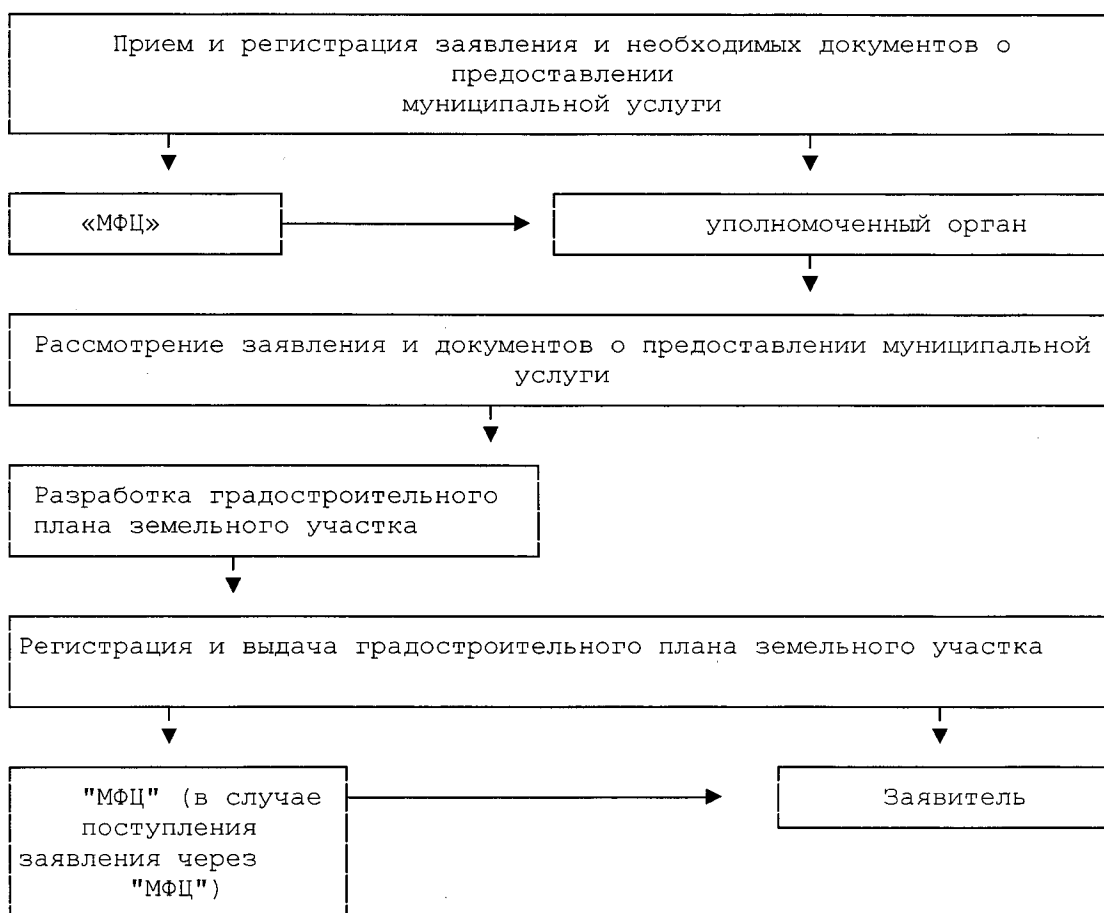 Прием и регистрация заявления и необходимых документов о
предоставлении
муниципальной услуги
«МФЦ»
уполномоченный орган
Рассмотрение заявления и документов о предоставлении муниципальной
услуги
Разработка градостроительного
плана земельного участка
Регистрация и выдача градостроительного плана земельного участка
"МФЦ" (в случае
поступления
заявления через
"МФЦ")
Заявитель